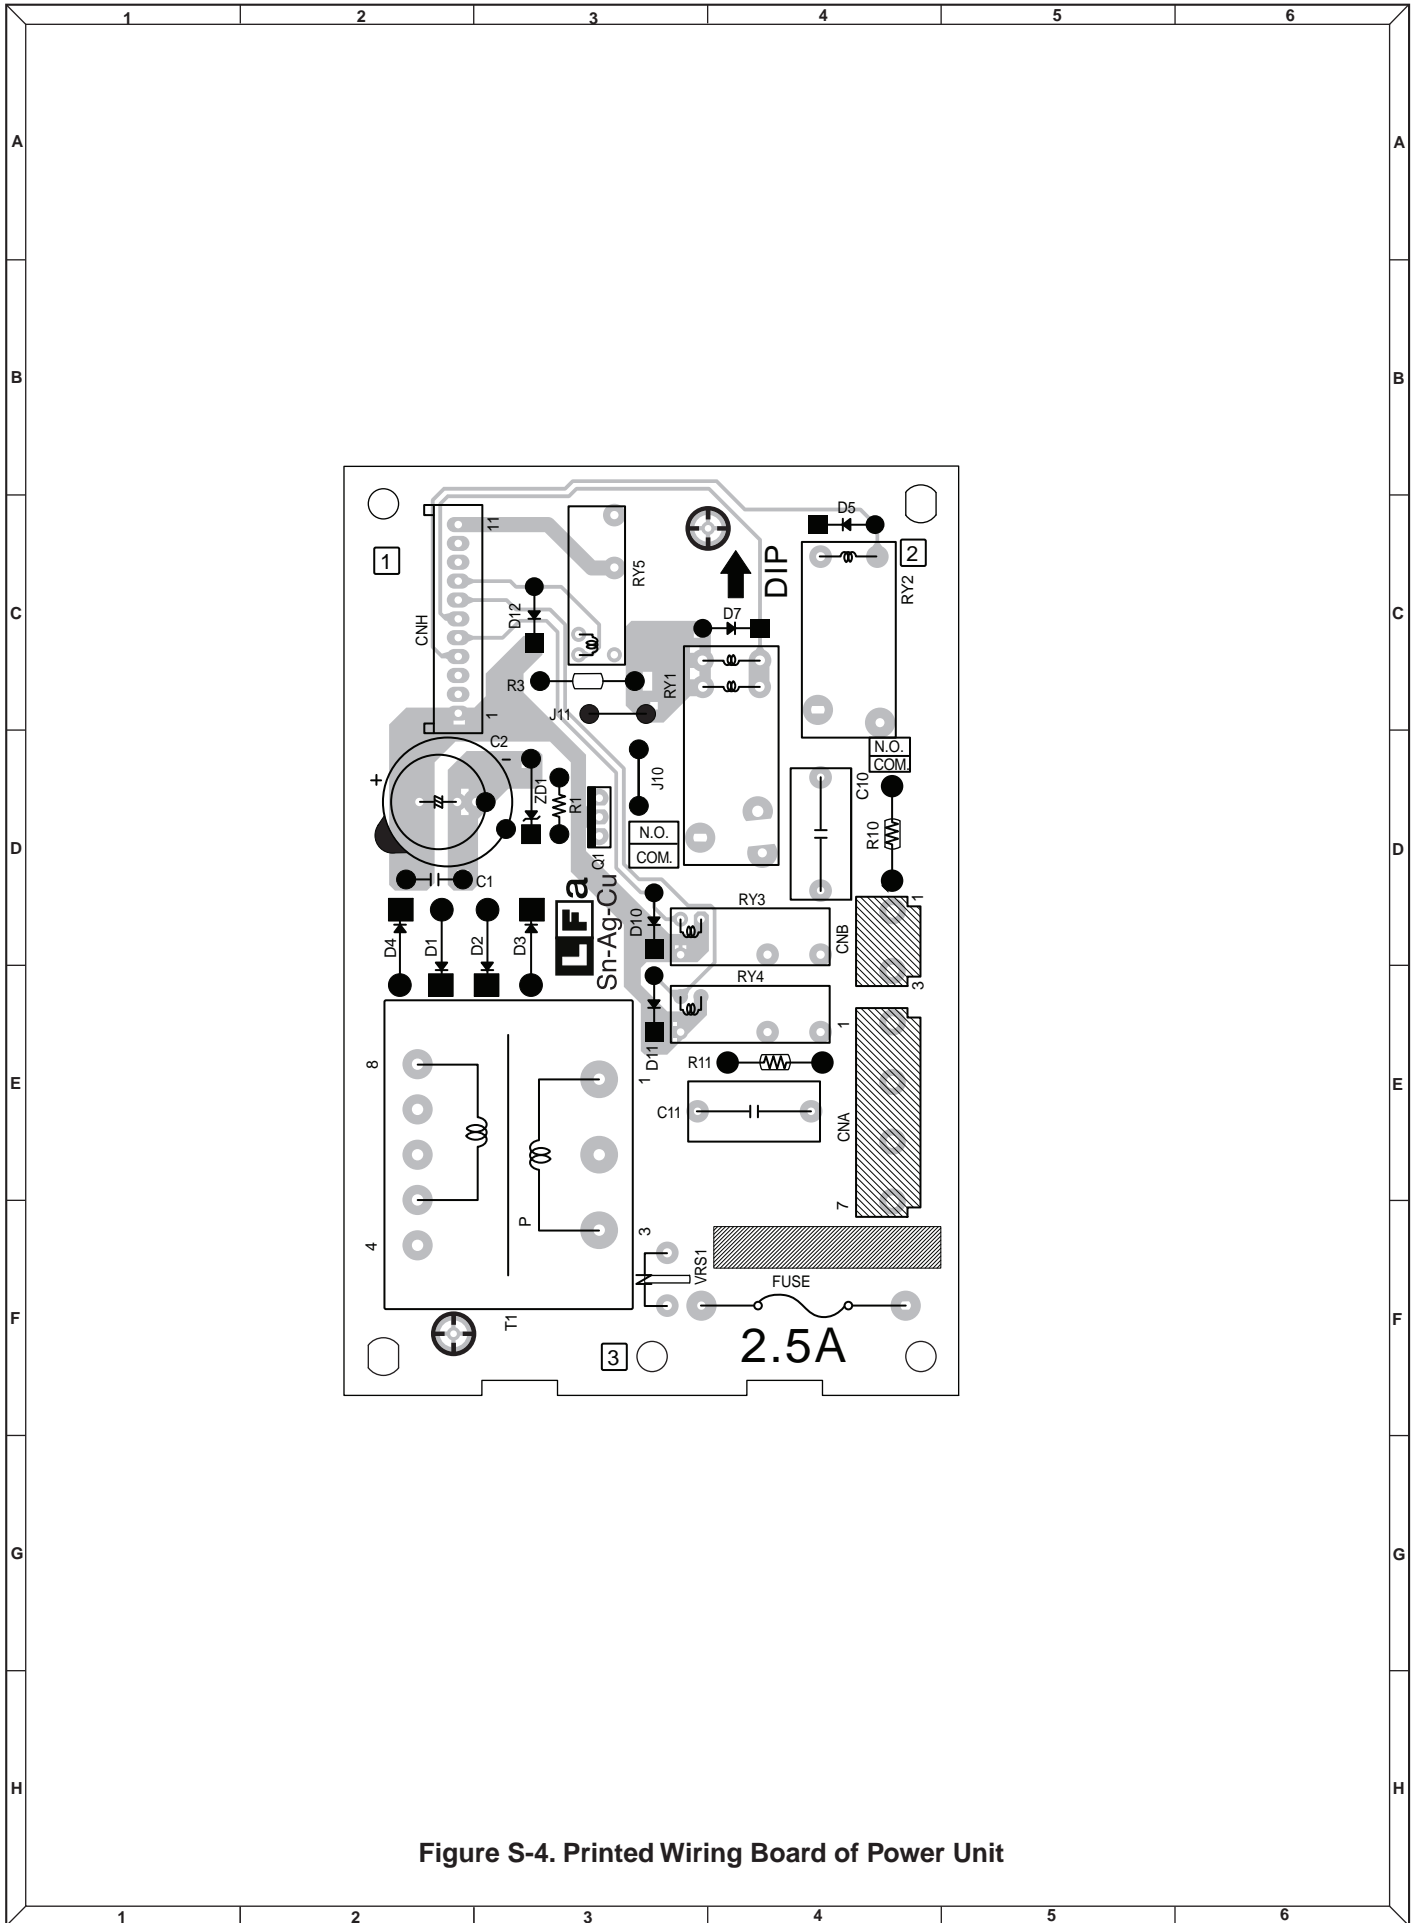 1 2 3 4 5 6
A A
B B
D5
11
1 2
DIP
RY5
RY2
CNH
D12
D7
C C
R3
RY1
J11
1
C2
N.O.
COM.
+ -
ZD1
R1
J10
C10
N.O.
COM.
R10
Q1
D D
C1
LFa
Sn-Ag-Cu
RY3
1
D10
CNB
D4 D1 D2 D3
RY4
3
1
D11
R11
8
1
E E
C11
CNA
7
P
4
3
VRS1
FUSE
T1
F F
2.5A
3
G G
H H
Figure S-4. Printed Wiring Board of Power Unit
1 2 3 4 5 6